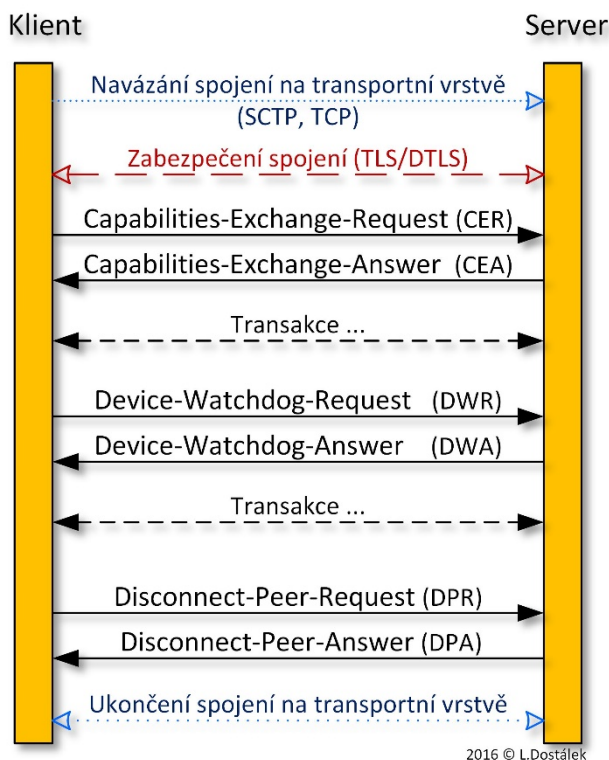 Klient Server
Navázání spojení na transportní vrstvě
(SCTP, TCP)
Zabezpečení spojení (TLS/DTLS)
Capabilities-Exchange-Request (CER)
Capabilities-Exchange-Answer (CEA)
Transakce ...
Device-Watchdog-Request (DWR)
Device-Watchdog-Answer (DWA)
Transakce ...
Disconnect-Peer-Request (DPR)
Disconnect-Peer-Answer (DPA)
Ukončení spojení na transportní vrstvě
2016 © L.Dostálek